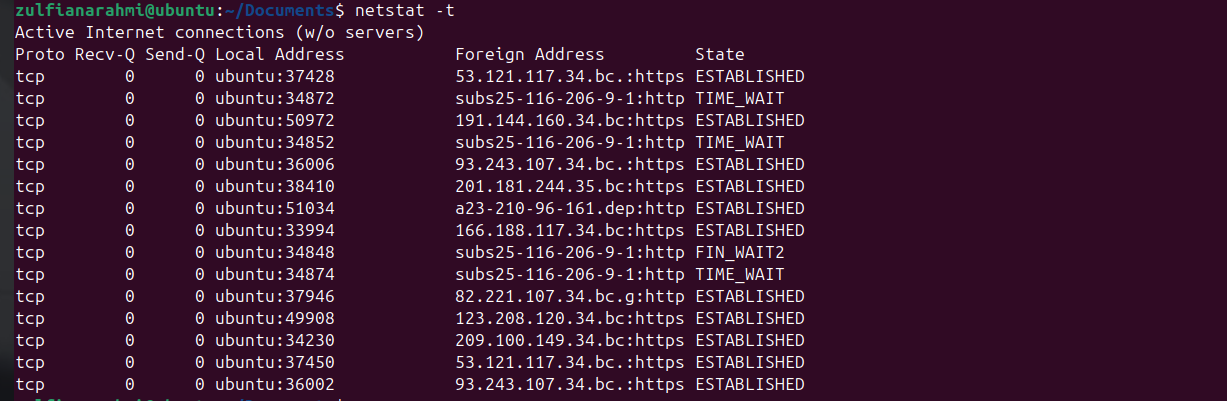 zulfianarahmi@ubuntu:~/Documents$ netstat -t
Active Internet connections (w/o servers)
Proto Recv-Q Send-Q Local Address           Foreign Address         State
tcp        0      0 ubuntu:37428            53.121.117.34.bc.:https ESTABLISHED
tcp        0      0 ubuntu:34872            subs25-116-206-9-1:http TIME_WAIT
tcp        0      0 ubuntu:50972            191.144.160.34.bc:https ESTABLISHED
tcp        0      0 ubuntu:34852            subs25-116-206-9-1:http TIME_WAIT
tcp        0      0 ubuntu:36006            93.243.107.34.bc.:https ESTABLISHED
tcp        0      0 ubuntu:38410            201.181.244.35.bc:https ESTABLISHED
tcp        0      0 ubuntu:51034            a23-210-96-161.dep:http ESTABLISHED
tcp        0      0 ubuntu:33994            166.188.117.34.bc:https ESTABLISHED
tcp        0      0 ubuntu:34848            subs25-116-206-9-1:http FIN_WAIT2
tcp        0      0 ubuntu:34874            subs25-116-206-9-1:http TIME_WAIT
tcp        0      0 ubuntu:37946            82.221.107.34.bc.g:http ESTABLISHED
tcp        0      0 ubuntu:49908            123.208.120.34.bc:https ESTABLISHED
tcp        0      0 ubuntu:34230            209.100.149.34.bc:https ESTABLISHED
tcp        0      0 ubuntu:37450            53.121.117.34.bc.:https ESTABLISHED
tcp        0      0 ubuntu:36002            93.243.107.34.bc.:https ESTABLISHED